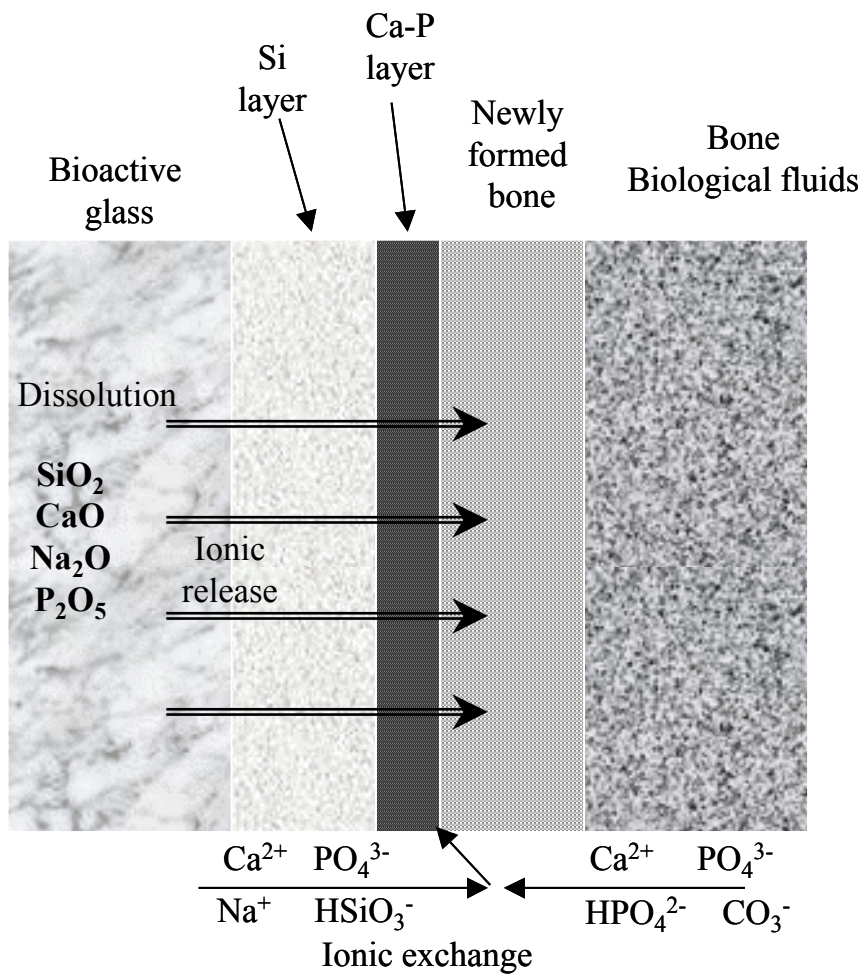 Ca-P
layer
Si
layer
Newly
formed
bone
Bone
Biological fluids
Bioactive
glass
Dissolution
SiO₂
CaO
Na₂O
P₂O₅
Ionic
release
Ca²⁺ PO₄³⁻
Na⁺ HSiO₃⁻
Ca²⁺ PO₄³⁻
HPO₄²⁻ CO₃⁻
Ionic exchange